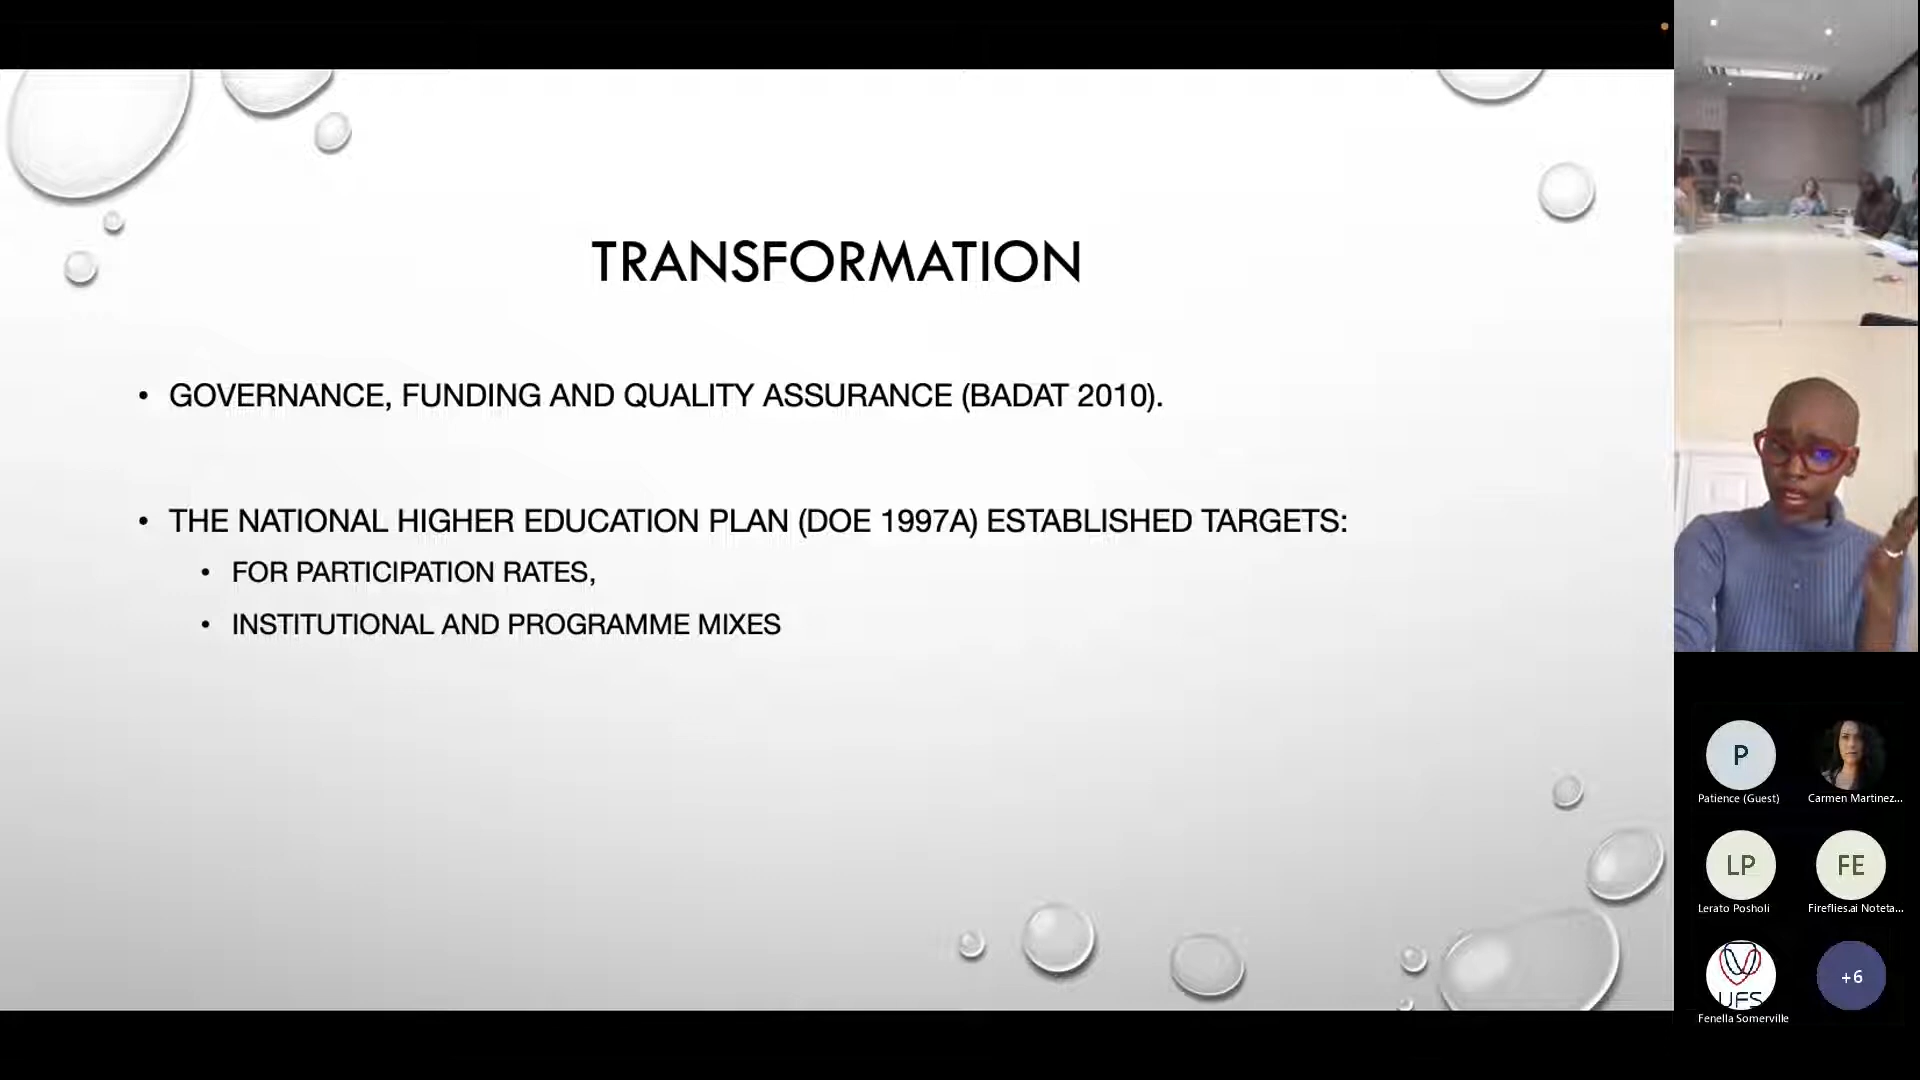 TRANSFORMATION
• GOVERNANCE, FUNDING AND QUALITY ASSURANCE (BADAT 2010).
• THE NATIONAL HIGHER EDUCATION PLAN (DOE 1997A) ESTABLISHED TARGETS:
• FOR PARTICIPATION RATES,
• INSTITUTIONAL AND PROGRAMME MIXES
P
Patience (Guest)
Carmen Martinez...
LP
FE
Lerato Posholi
Fireflies.ai Noteta...
UFS
+6
Fenella Somerville